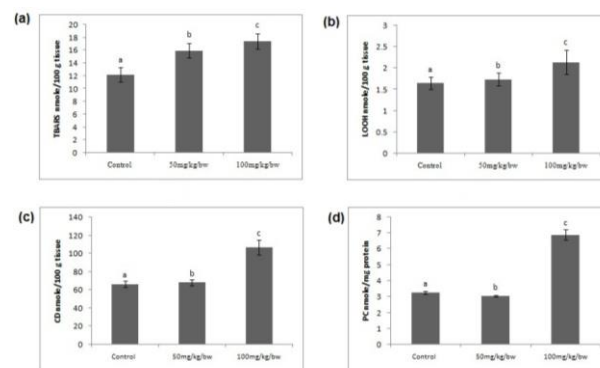 (a)
TBARS nmole/100 g tissue
20
18
16
14
12
10
8
6
4
2
0
a
b
c
Control
50mg/kg/bw
100mg/kg/bw
(b)
LOOH nmole/100 g tissue
3
2.5
2
1.5
1
0.5
0
a
b
c
Control
50mg/kg/bw
100mg/kg/bw
(c)
CD nmole/100 g tissue
140
120
100
80
60
40
20
0
a
b
c
Control
50mg/kg/bw
100mg/kg/bw
(d)
PC nmole/mg protein
8
7
6
5
4
3
2
1
0
a
b
c
Control
50mg/kg/bw
100mg/kg/bw